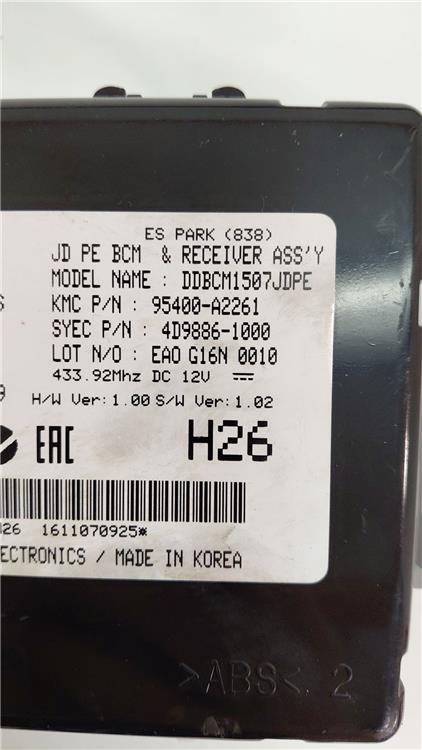 ES PARK (838)
JD PE BCM & RECEIVER ASS'Y
MODEL NAME : DDBCM1507JDPE
KMC P/N : 95400-A2261
S
SYEC P/N : 4D9886-1000
LOT N/O : EAO G16N 0010
433.92Mhz DC 12V
9
H/W Ver:1.00 S/W Ver:1.02
EAC
H26
H26 1611070925*
ECTRONICS / MADE IN KOREA
>ABS< 2